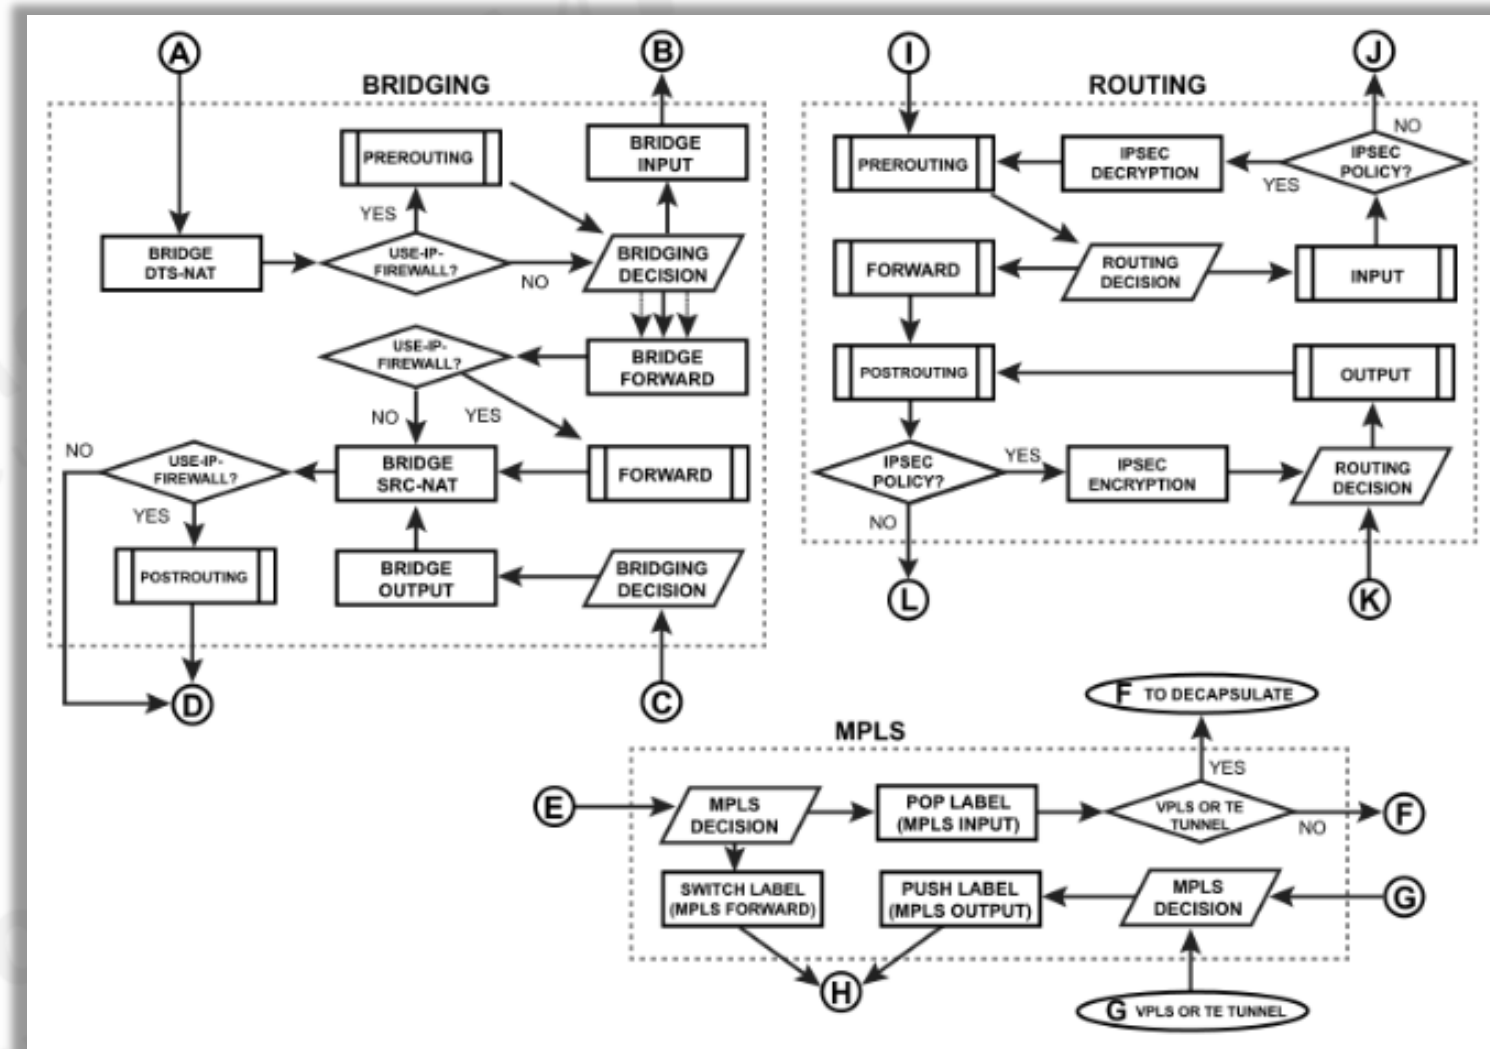 A
B
BRIDGING
PREROUTING
BRIDGE
INPUT
YES
BRIDGE
DTS-NAT
USE-IP-
FIREWALL?
NO
BRIDGING
DECISION
USE-IP-
FIREWALL?
BRIDGE
FORWARD
NO
YES
NO
USE-IP-
FIREWALL?
BRIDGE
SRC-NAT
FORWARD
YES
POSTROUTING
BRIDGE
OUTPUT
BRIDGING
DECISION
D
C
I
J
ROUTING
NO
PREROUTING
IPSEC
DECRYPTION
IPSEC
POLICY?
YES
FORWARD
ROUTING
DECISION
INPUT
POSTROUTING
OUTPUT
IPSEC
POLICY?
YES
IPSEC
ENCRYPTION
ROUTING
DECISION
NO
L
K
F TO DECAPSULATE
MPLS
YES
E
MPLS
DECISION
POP LABEL
(MPLS INPUT)
VPLS OR TE
TUNNEL
NO
F
SWITCH LABEL
(MPLS FORWARD)
PUSH LABEL
(MPLS OUTPUT)
MPLS
DECISION
G
H
G VPLS OR TE TUNNEL